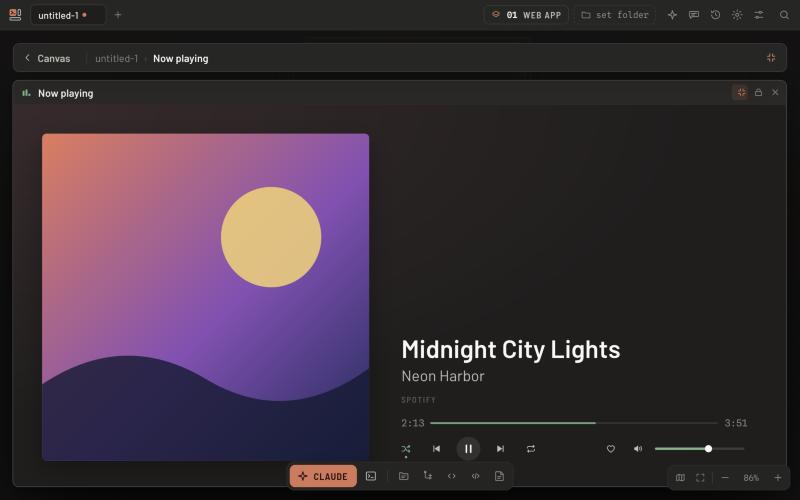 untitled-1
01 WEB APP
set folder
Canvas
untitled-1 › Now playing
Now playing
Midnight City Lights
Neon Harbor
SPOTIFY
2:13
3:51
CLAUDE
86%